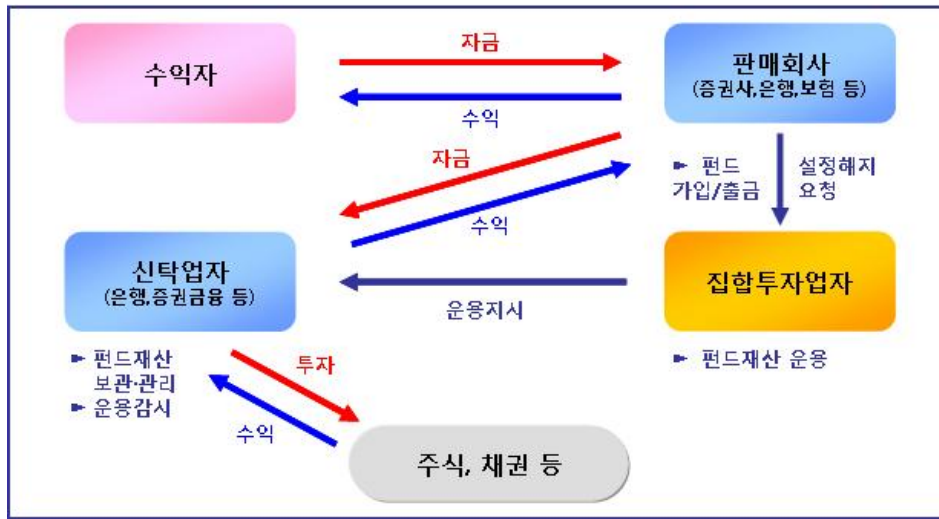 자금
수익자
판매회사
(증권사,은행,보험 등)
수익
자금
► 펀드
가입/출금
설정해지
요청
수익
신탁업자
(은행,증권금융 등)
집합투자업자
운용지시
► 펀드재산
보관·관리
► 운용감시
투자
► 펀드재산 운용
수익
주식, 채권 등